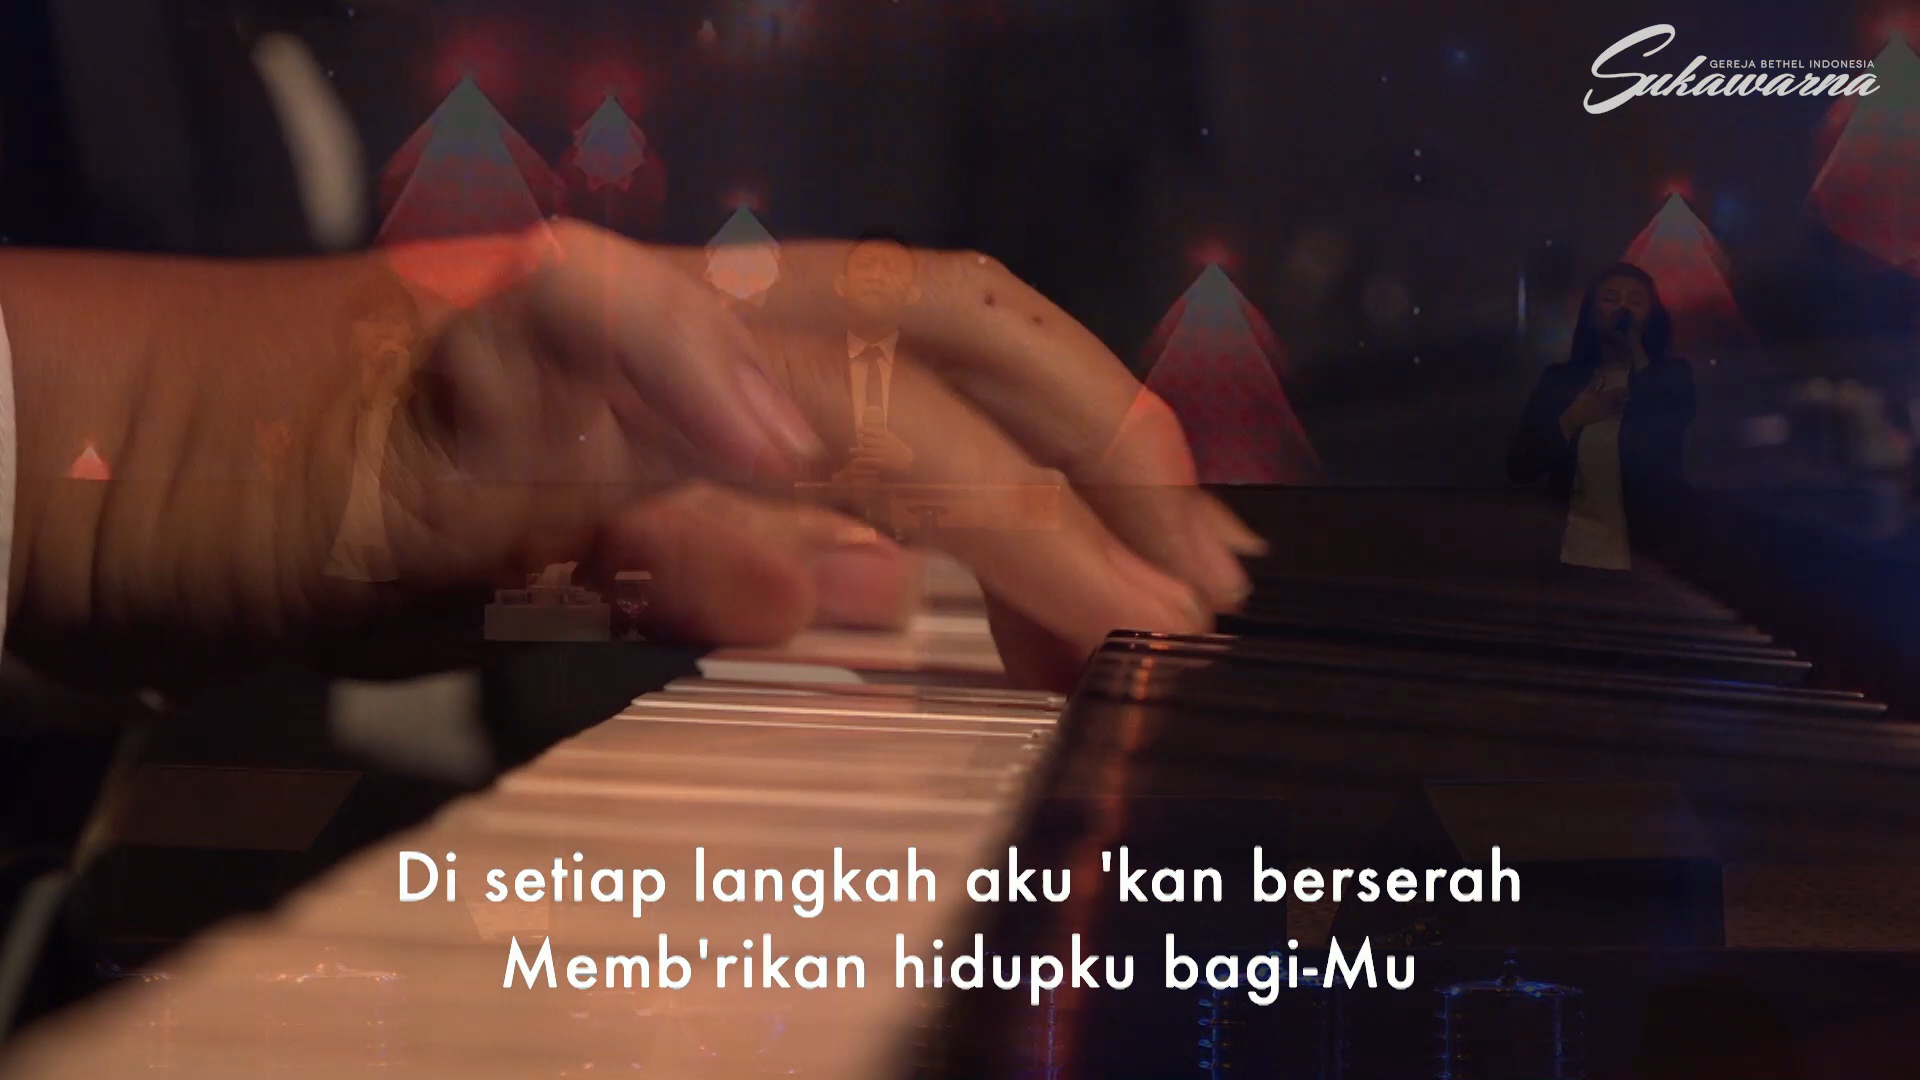 GEREJA BETHEL INDONESIA
Sukawarna
Di setiap langkah aku 'kan berserah
Memb'rikan hidupku bagi-Mu